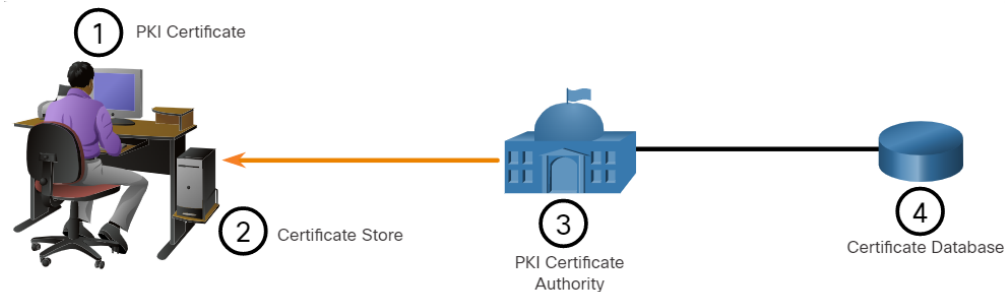 1 PKI Certificate
2 Certificate Store
3
PKI Certificate
Authority
4
Certificate Database